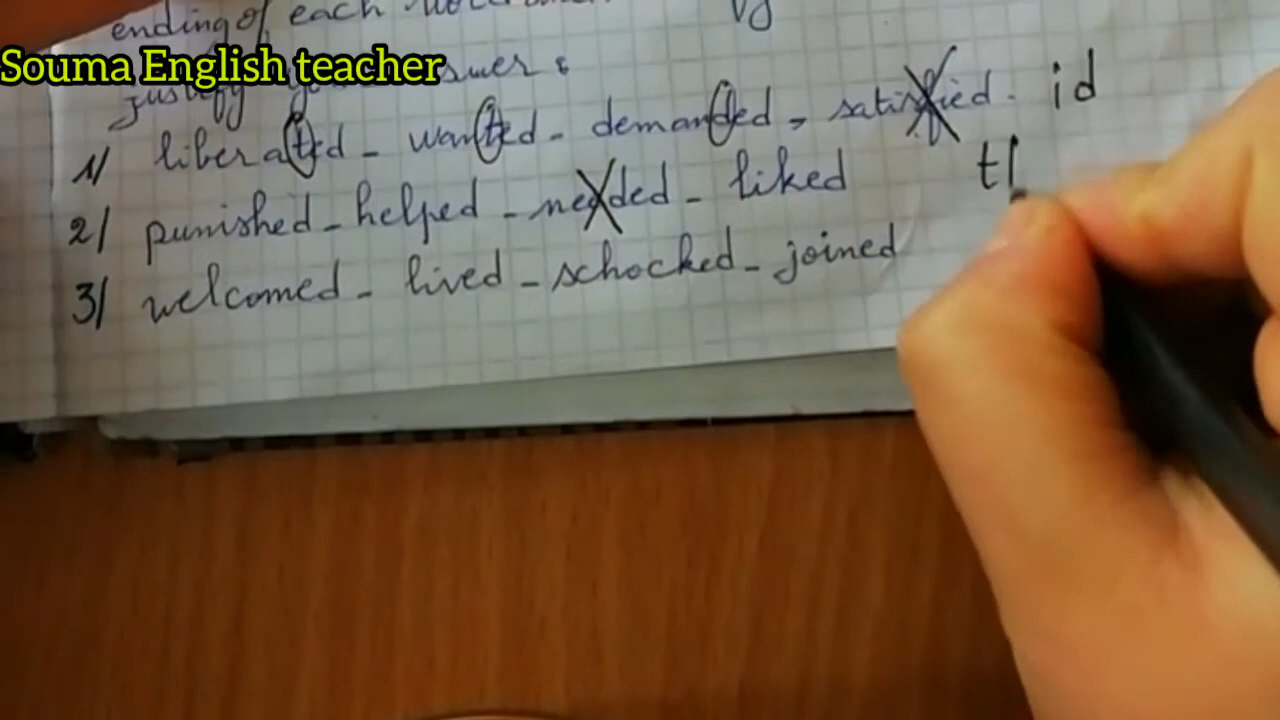 ending of each
Souma English teacher
justify
1/ liberated - wanted - demanded, satisfied. id
2/ punished - helped - needed - liked t/
3/ welcomed - lived - schocked - joined